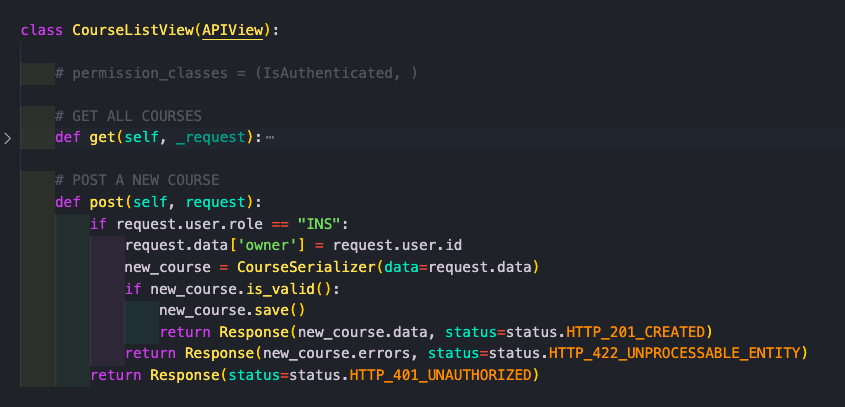 class CourseListView(APIView):
# permission_classes = (IsAuthenticated, )
# GET ALL COURSES
def get(self, _request):…
# POST A NEW COURSE
def post(self, request):
if request.user.role == "INS":
request.data['owner'] = request.user.id
new_course = CourseSerializer(data=request.data)
if new_course.is_valid():
new_course.save()
return Response(new_course.data, status=status.HTTP_201_CREATED)
return Response(new_course.errors, status=status.HTTP_422_UNPROCESSABLE_ENTITY)
return Response(status=status.HTTP_401_UNAUTHORIZED)